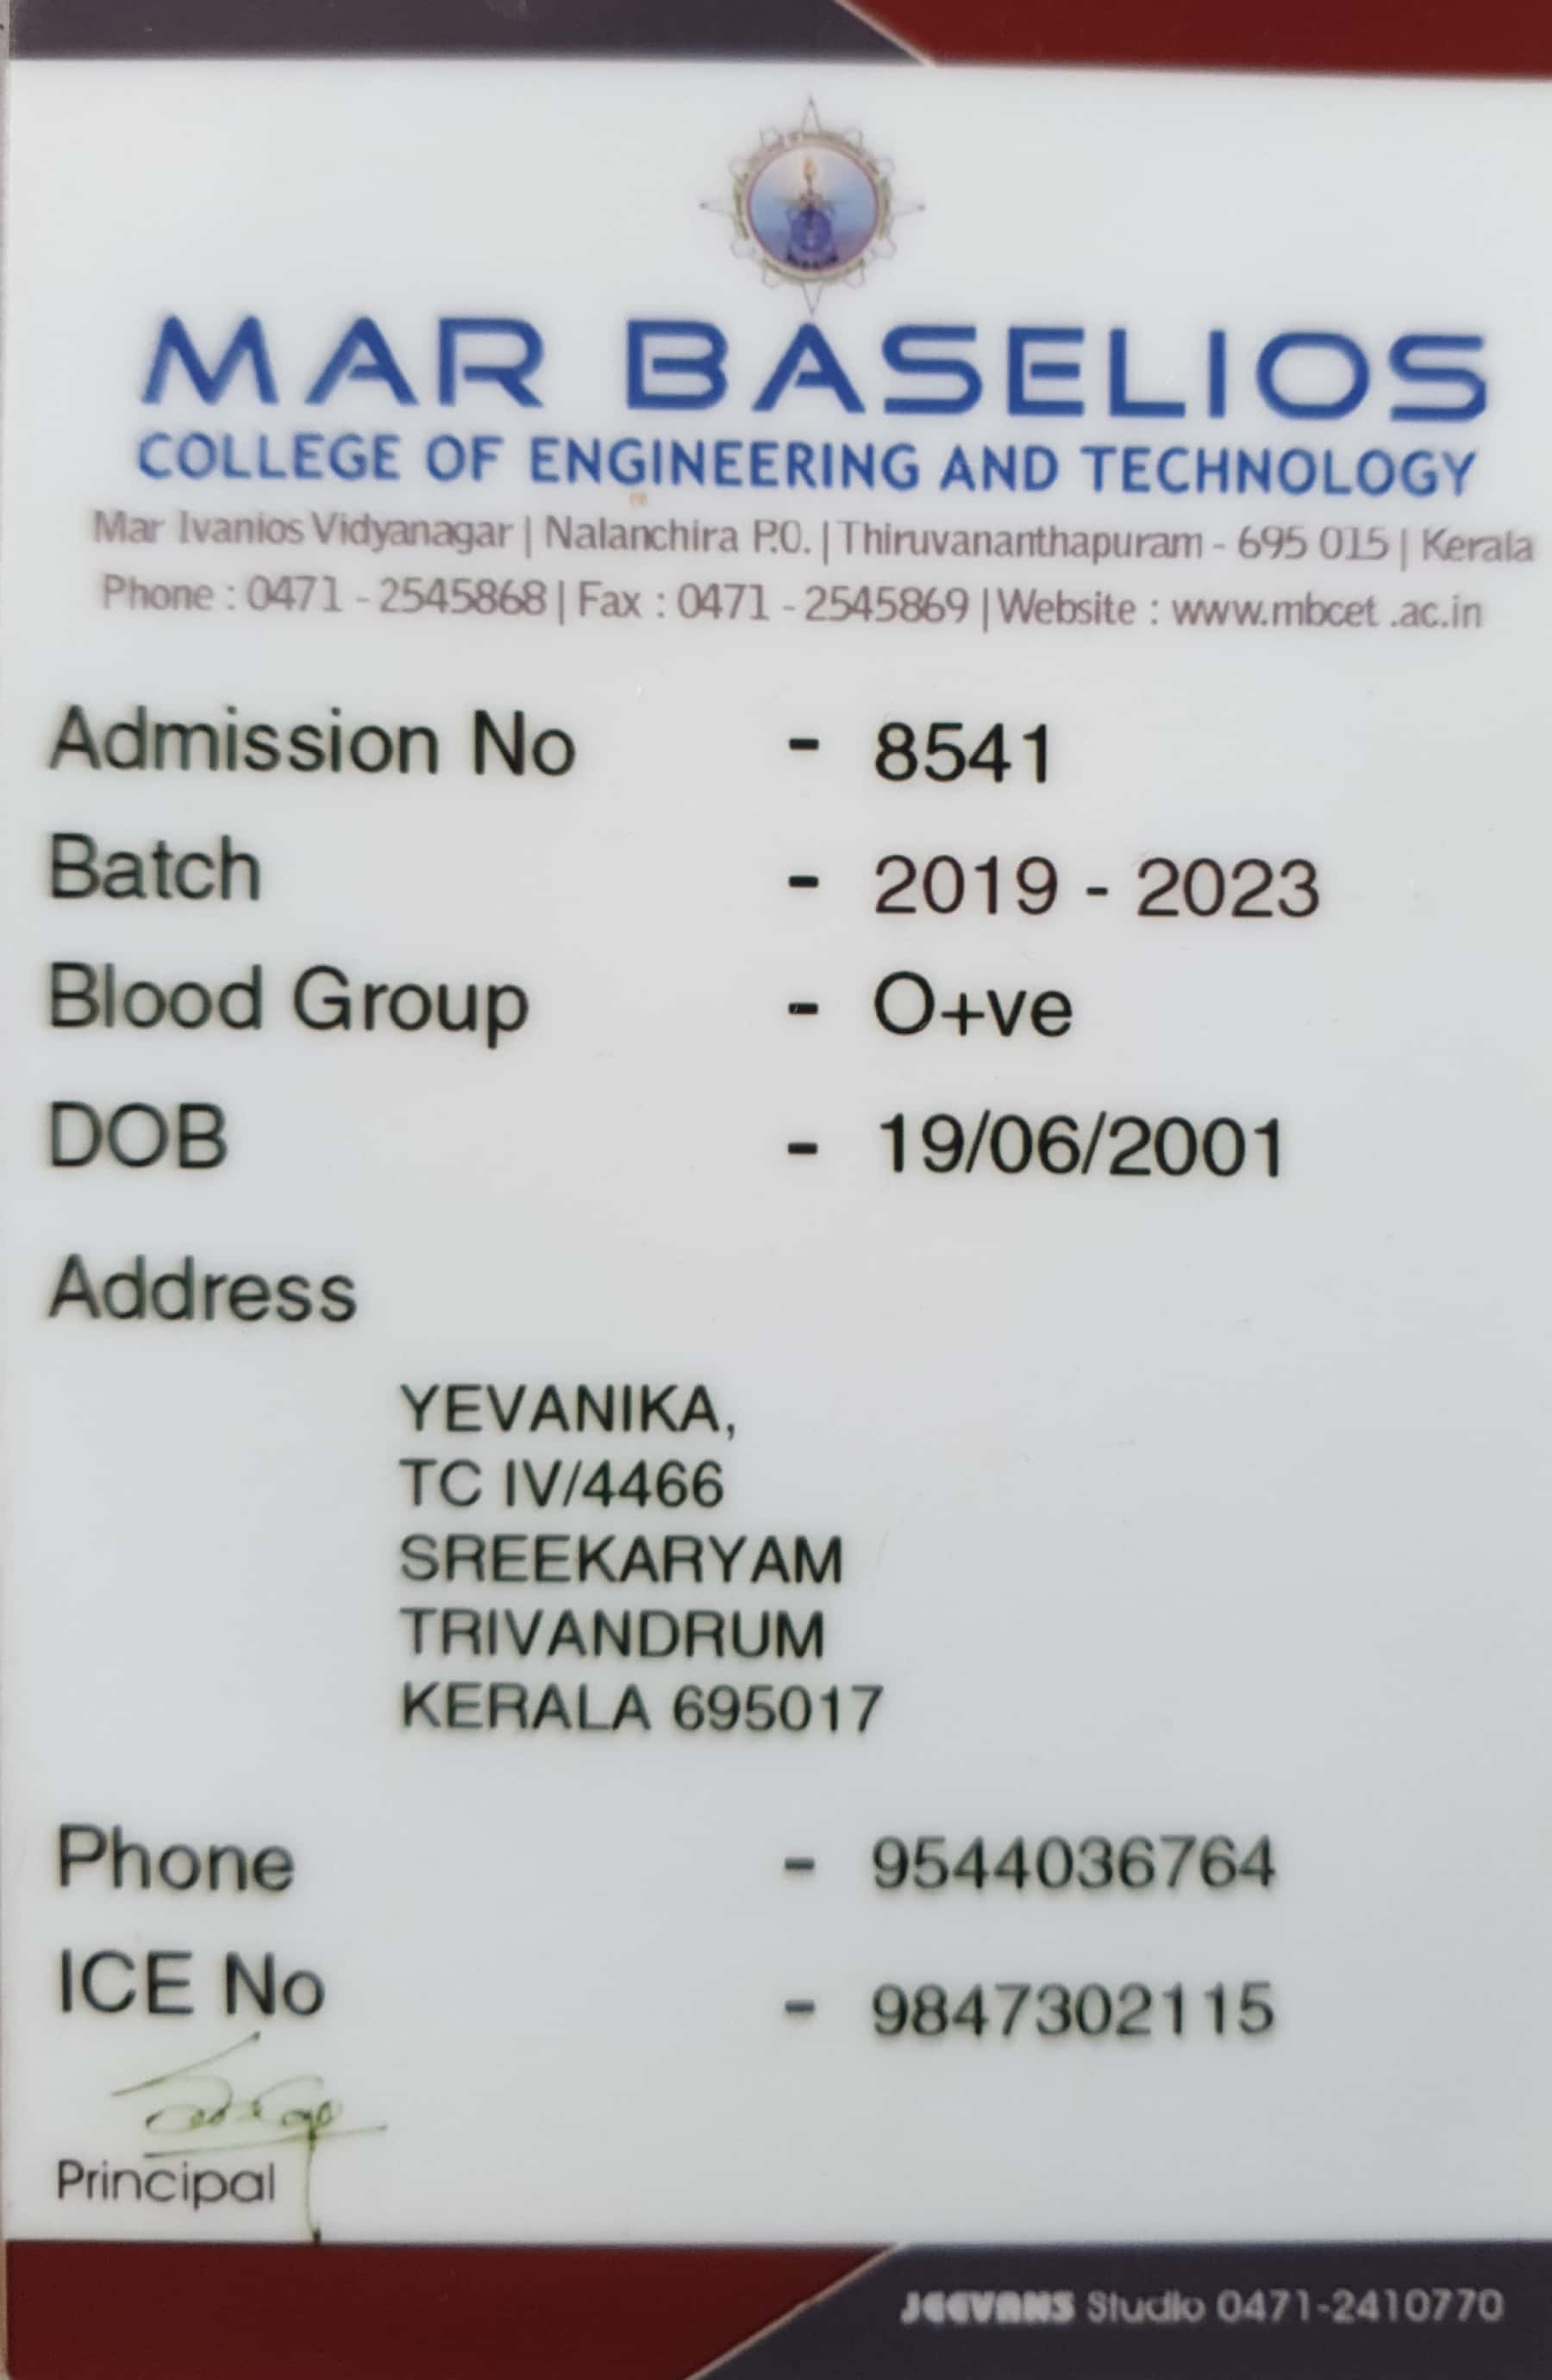 MAR BASELIOS
COLLEGE OF ENGINEERING AND TECHNOLOGY
Mar Ivanios Vidyanagar | Nalanchira P.O. | Thiruvananthapuram - 695 015 | Kerala
Phone : 0471 - 2545868 | Fax : 0471 - 2545869 | Website : www.mbcet .ac.in
Admission No - 8541
Batch - 2019 - 2023
Blood Group - O+ve
DOB - 19/06/2001
Address
YEVANIKA,
TC IV/4466
SREEKARYAM
TRIVANDRUM
KERALA 695017
Phone - 9544036764
ICE No - 9847302115
Principal
JEEVANS Studio 0471-2410770